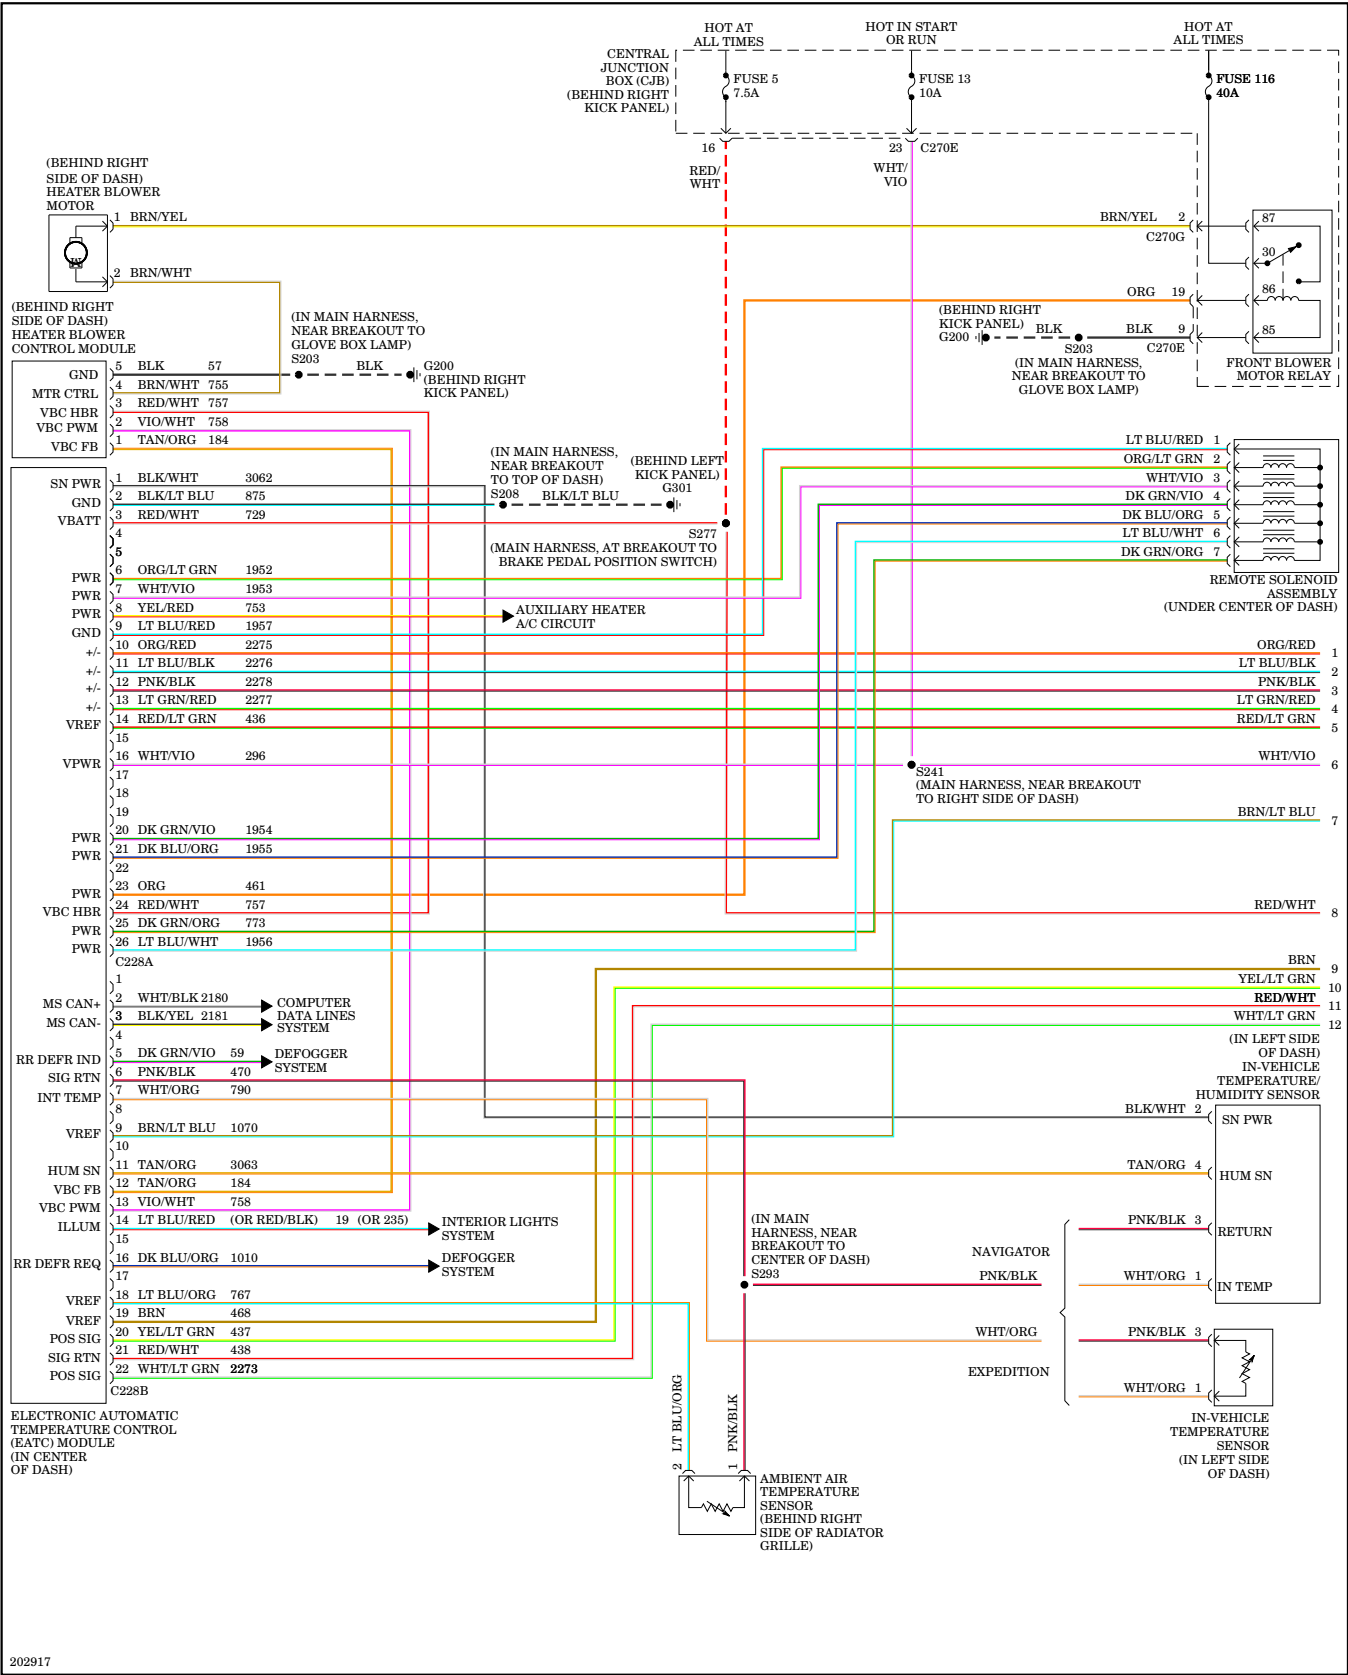 HOT AT
ALL TIMES
HOT IN START
OR RUN
HOT AT
ALL TIMES
CENTRAL
JUNCTION
BOX (CJB)
(BEHIND RIGHT
KICK PANEL)
FUSE 5
7.5A
FUSE 13
10A
FUSE 116
40A
16
23
C270E
RED/
WHT
WHT/
VIO
(BEHIND RIGHT
SIDE OF DASH)
HEATER BLOWER
MOTOR
M
1 BRN/YEL
2 BRN/WHT
BRN/YEL 2
C270G
87
30
ORG 19
86
(BEHIND RIGHT
KICK PANEL)
G200
BLK
S203
BLK 9
C270E
85
(IN MAIN HARNESS,
NEAR BREAKOUT TO
GLOVE BOX LAMP)
FRONT BLOWER
MOTOR RELAY
(BEHIND RIGHT
SIDE OF DASH)
HEATER BLOWER
CONTROL MODULE
(IN MAIN HARNESS,
NEAR BREAKOUT TO
GLOVE BOX LAMP)
S203
BLK
G200
(BEHIND RIGHT
KICK PANEL)
GND 5 BLK 57
MTR CTRL 4 BRN/WHT 755
VBC HBR 3 RED/WHT 757
VBC PWM 2 VIO/WHT 758
VBC FB 1 TAN/ORG 184
(IN MAIN HARNESS,
NEAR BREAKOUT
TO TOP OF DASH)
S208
BLK/LT BLU
(BEHIND LEFT
KICK PANEL)
G301
S277
(MAIN HARNESS, AT BREAKOUT TO
BRAKE PEDAL POSITION SWITCH)
LT BLU/RED 1
ORG/LT GRN 2
WHT/VIO 3
DK GRN/VIO 4
DK BLU/ORG 5
LT BLU/WHT 6
DK GRN/ORG 7
REMOTE SOLENOID
ASSEMBLY
(UNDER CENTER OF DASH)
SN PWR 1 BLK/WHT 3062
GND 2 BLK/LT BLU 875
VBATT 3 RED/WHT 729
4
5
PWR 6 ORG/LT GRN 1952
PWR 7 WHT/VIO 1953
PWR 8 YEL/RED 753
AUXILIARY HEATER
A/C CIRCUIT
GND 9 LT BLU/RED 1957
+/- 10 ORG/RED 2275 ORG/RED 1
+/- 11 LT BLU/BLK 2276 LT BLU/BLK 2
+/- 12 PNK/BLK 2278 PNK/BLK 3
+/- 13 LT GRN/RED 2277 LT GRN/RED 4
VREF 14 RED/LT GRN 436 RED/LT GRN 5
15
VPWR 16 WHT/VIO 296 WHT/VIO 6
S241
(MAIN HARNESS, NEAR BREAKOUT
TO RIGHT SIDE OF DASH)
17
18
19
BRN/LT BLU 7
PWR 20 DK GRN/VIO 1954
PWR 21 DK BLU/ORG 1955
22
PWR 23 ORG 461
VBC HBR 24 RED/WHT 757 RED/WHT 8
PWR 25 DK GRN/ORG 773
PWR 26 LT BLU/WHT 1956
C228A
BRN 9
YEL/LT GRN 10
RED/WHT 11
WHT/LT GRN 12
1
MS CAN+ 2 WHT/BLK 2180
MS CAN- 3 BLK/YEL 2181
COMPUTER
DATA LINES
SYSTEM
4
RR DEFR IND 5 DK GRN/VIO 59
DEFOGGER
SYSTEM
SIG RTN 6 PNK/BLK 470
INT TEMP 7 WHT/ORG 790
8
VREF 9 BRN/LT BLU 1070
10
HUM SN 11 TAN/ORG 3063
VBC FB 12 TAN/ORG 184
VBC PWM 13 VIO/WHT 758
ILLUM 14 LT BLU/RED (OR RED/BLK) 19 (OR 235)
INTERIOR LIGHTS
SYSTEM
15
RR DEFR REQ 16 DK BLU/ORG 1010
DEFOGGER
SYSTEM
17
VREF 18 LT BLU/ORG 767
VREF 19 BRN 468
POS SIG 20 YEL/LT GRN 437
SIG RTN 21 RED/WHT 438
POS SIG 22 WHT/LT GRN 2273
C228B
ELECTRONIC AUTOMATIC
TEMPERATURE CONTROL
(EATC) MODULE
(IN CENTER
OF DASH)
(IN LEFT SIDE
OF DASH)
IN-VEHICLE
TEMPERATURE/
HUMIDITY SENSOR
BLK/WHT 2 SN PWR
TAN/ORG 4 HUM SN
PNK/BLK 3 RETURN
WHT/ORG 1 IN TEMP
(IN MAIN
HARNESS, NEAR
BREAKOUT TO
CENTER OF DASH)
S293
NAVIGATOR
PNK/BLK
WHT/ORG
EXPEDITION
PNK/BLK 3
WHT/ORG 1
IN-VEHICLE
TEMPERATURE
SENSOR
(IN LEFT SIDE
OF DASH)
2 LT BLU/ORG
1 PNK/BLK
AMBIENT AIR
TEMPERATURE
SENSOR
(BEHIND RIGHT
SIDE OF RADIATOR
GRILLE)
202917